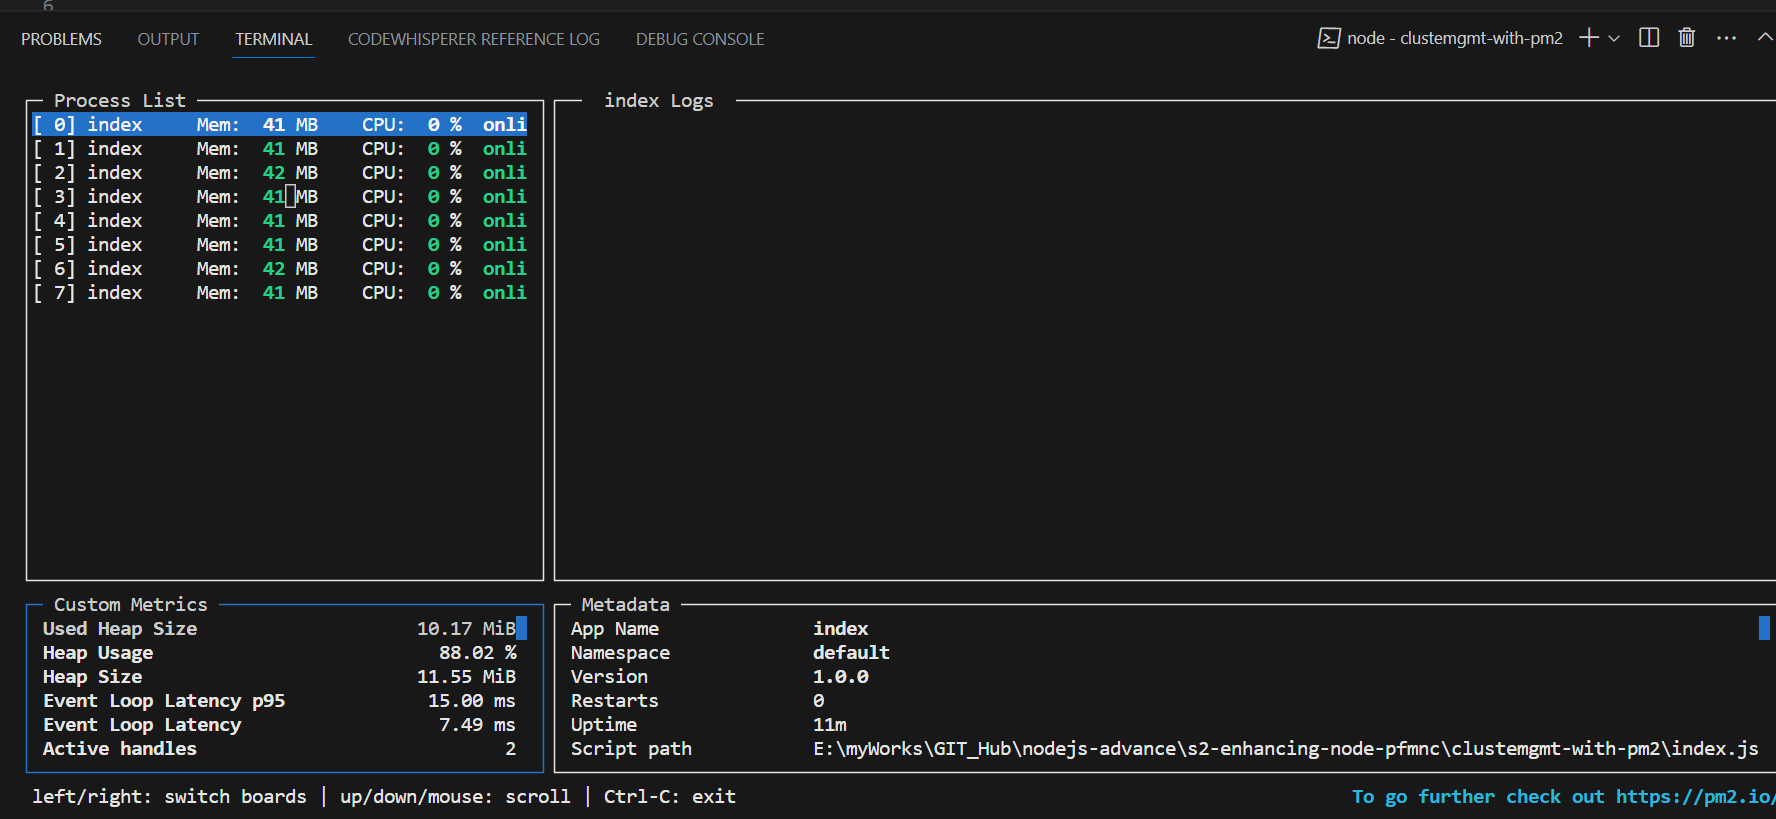 6
PROBLEMS OUTPUT TERMINAL CODEWHISPERER REFERENCE LOG DEBUG CONSOLE node - clustemgmt-with-pm2
Process List
[ 0] index Mem: 41 MB CPU: 0 % onli
[ 1] index Mem: 41 MB CPU: 0 % onli
[ 2] index Mem: 42 MB CPU: 0 % onli
[ 3] index Mem: 41 MB CPU: 0 % onli
[ 4] index Mem: 41 MB CPU: 0 % onli
[ 5] index Mem: 41 MB CPU: 0 % onli
[ 6] index Mem: 42 MB CPU: 0 % onli
[ 7] index Mem: 41 MB CPU: 0 % onli
index Logs
Custom Metrics
Used Heap Size 10.17 MiB
Heap Usage 88.02 %
Heap Size 11.55 MiB
Event Loop Latency p95 15.00 ms
Event Loop Latency 7.49 ms
Active handles 2
Metadata
App Name index
Namespace default
Version 1.0.0
Restarts 0
Uptime 11m
Script path E:\myWorks\GIT_Hub\nodejs-advance\s2-enhancing-node-pfmnc\clustemgmt-with-pm2\index.js
left/right: switch boards | up/down/mouse: scroll | Ctrl-C: exit To go further check out https://pm2.io/